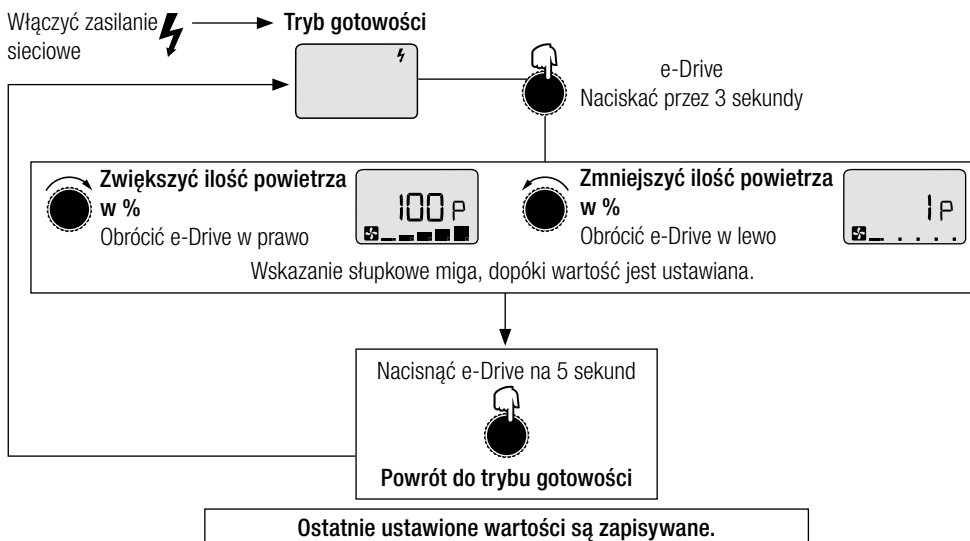 Włączyć zasilanie
sieciowe
Tryb gotowości
e-Drive
Naciskać przez 3 sekundy
Zwiększyć ilość powietrza
w %
Obrócić e-Drive w prawo
100 P
Zmniejszyć ilość powietrza
w %
Obrócić e-Drive w lewo
1 P
Wskazanie słupkowe miga, dopóki wartość jest ustawiana.
Nacisnąć e-Drive na 5 sekund
Powrót do trybu gotowości
Ostatnie ustawione wartości są zapisywane.